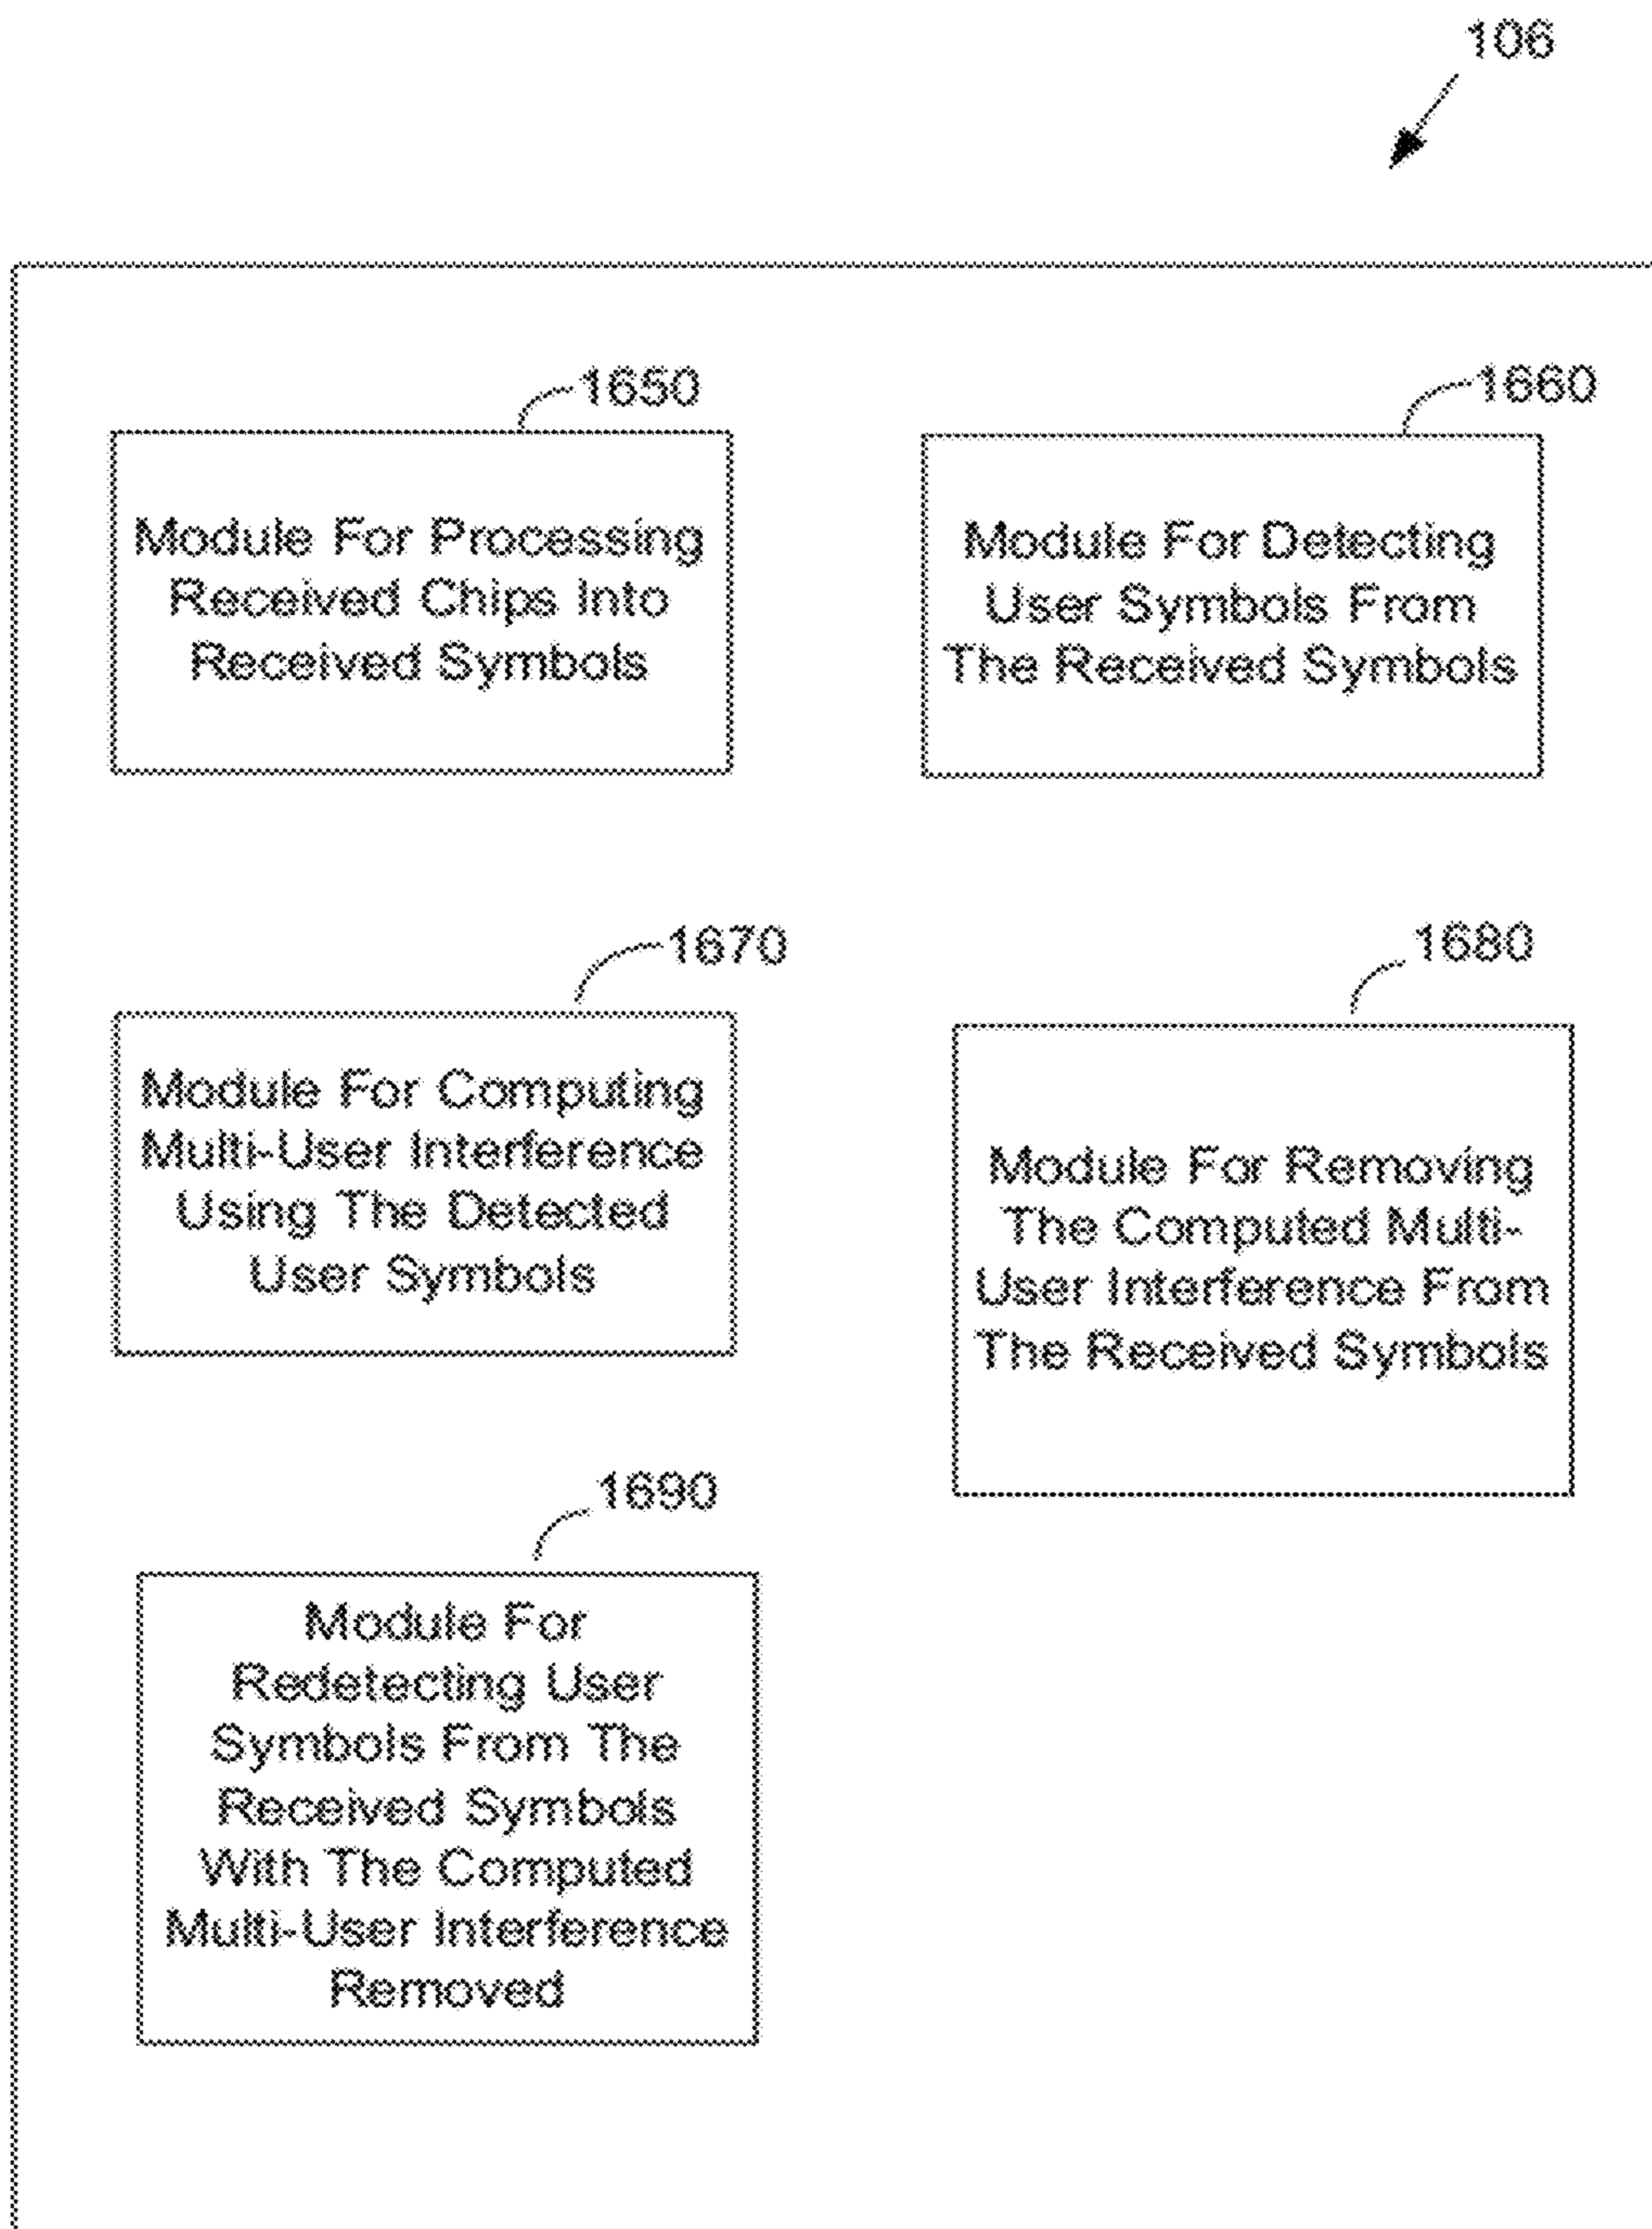 106
1650
Module For Processing
Received Chips Into
Received Symbols
1660
Module For Detecting
User Symbols From
The Received Symbols
1670
Module For Computing
Multi-User Interference
Using The Detected
User Symbols
1680
Module For Removing
The Computed Multi-
User Interference From
The Received Symbols
1690
Module For
Redetecting User
Symbols From The
Received Symbols
With The Computed
Multi-User Interference
Removed